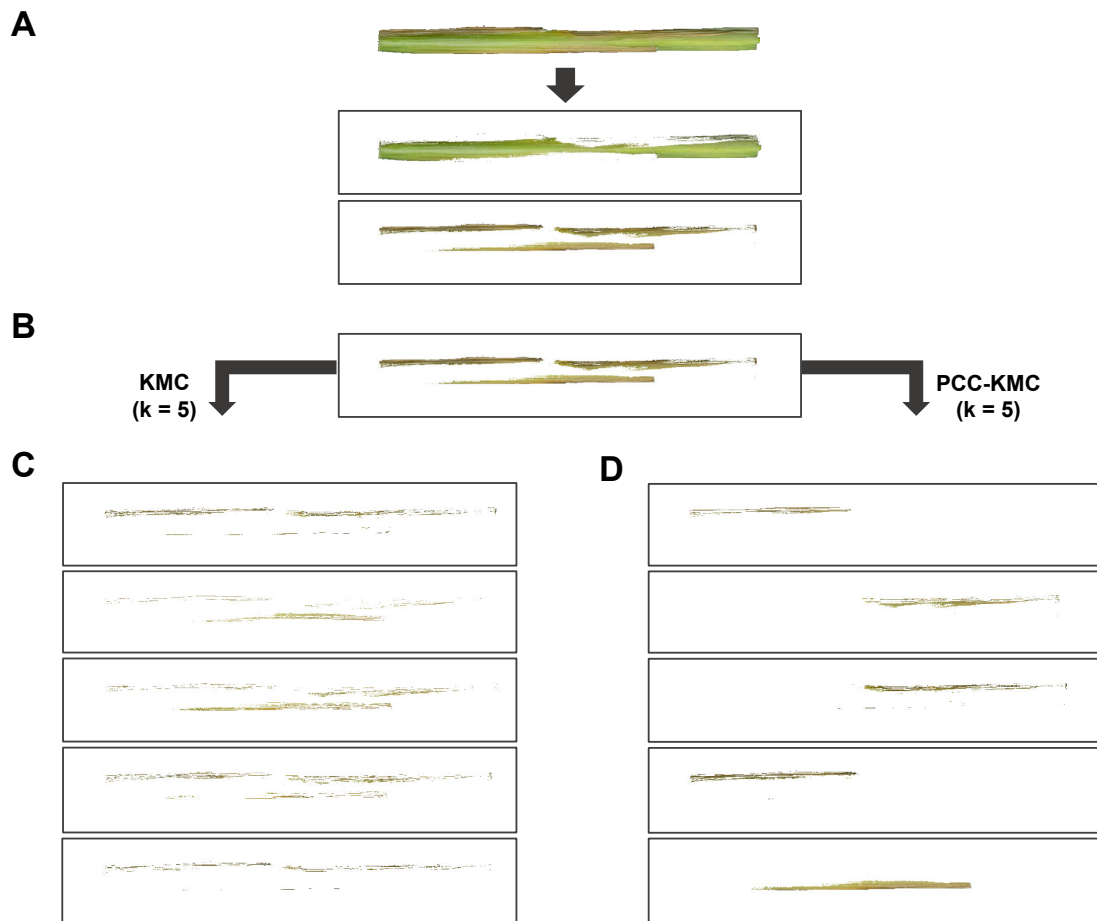 A
B
KMC
(k = 5)
PCC-KMC
(k = 5)
C
D